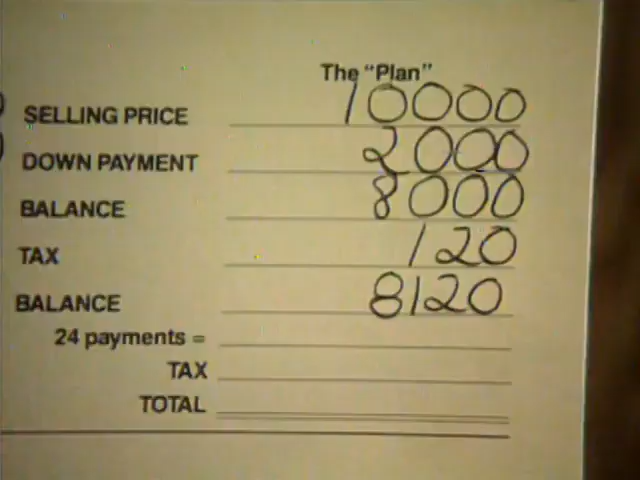 The "Plan"
SELLING PRICE 10000
DOWN PAYMENT 2000
BALANCE 8000
TAX 120
BALANCE 8120
24 payments =
TAX
TOTAL